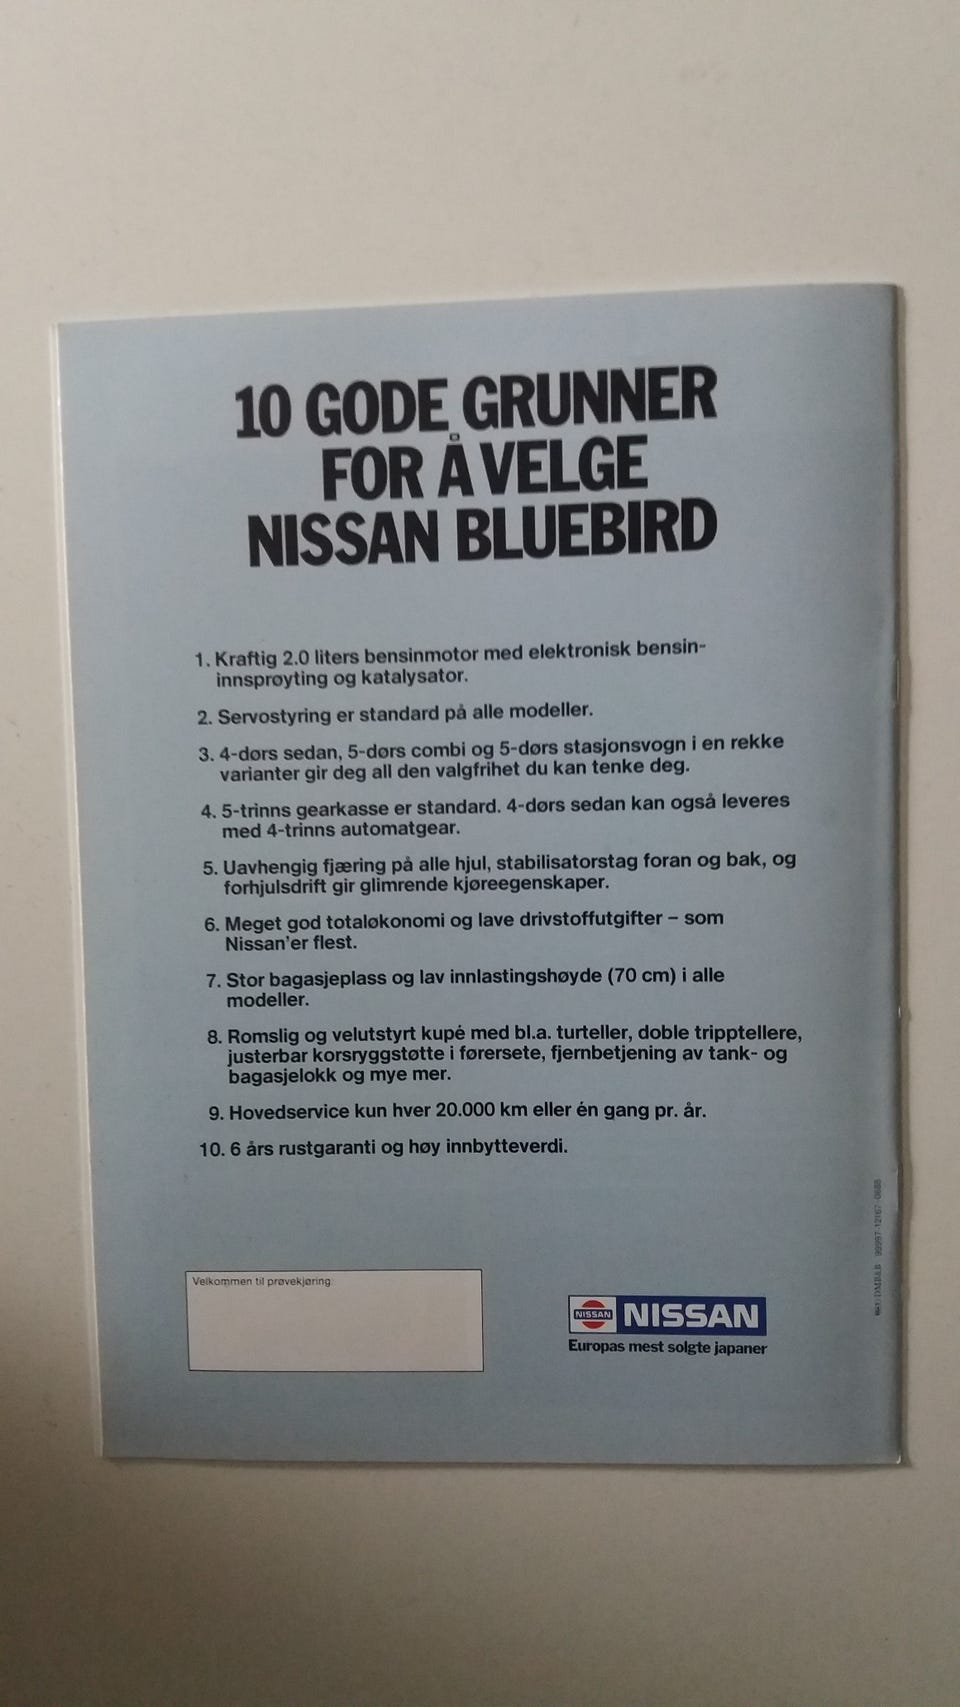 10 GODE GRUNNER
FOR Å VELGE
NISSAN BLUEBIRD
1. Kraftig 2.0 liters bensinmotor med elektronisk bensin-
innsprøyting og katalysator.
2. Servostyring er standard på alle modeller.
3. 4-dørs sedan, 5-dørs combi og 5-dørs stasjonsvogn i en rekke
varianter gir deg all den valgfrihet du kan tenke deg.
4. 5-trinns gearkasse er standard. 4-dørs sedan kan også leveres
med 4-trinns automatgear.
5. Uavhengig fjæring på alle hjul, stabilisatorstag foran og bak, og
forhjulsdrift gir glimrende kjøreegenskaper.
6. Meget god totaløkonomi og lave drivstoffutgifter – som
Nissan'er flest.
7. Stor bagasjeplass og lav innlastingshøyde (70 cm) i alle
modeller.
8. Romslig og velutstyrt kupé med bl.a. turteller, doble tripptellere,
justerbar korsryggstøtte i førersete, fjernbetjening av tank- og
bagasjelokk og mye mer.
9. Hovedservice kun hver 20.000 km eller én gang pr. år.
10. 6 års rustgaranti og høy innbytteverdi.
Velkommen til prøvekjøring:
NISSAN NISSAN
Europas mest solgte japaner